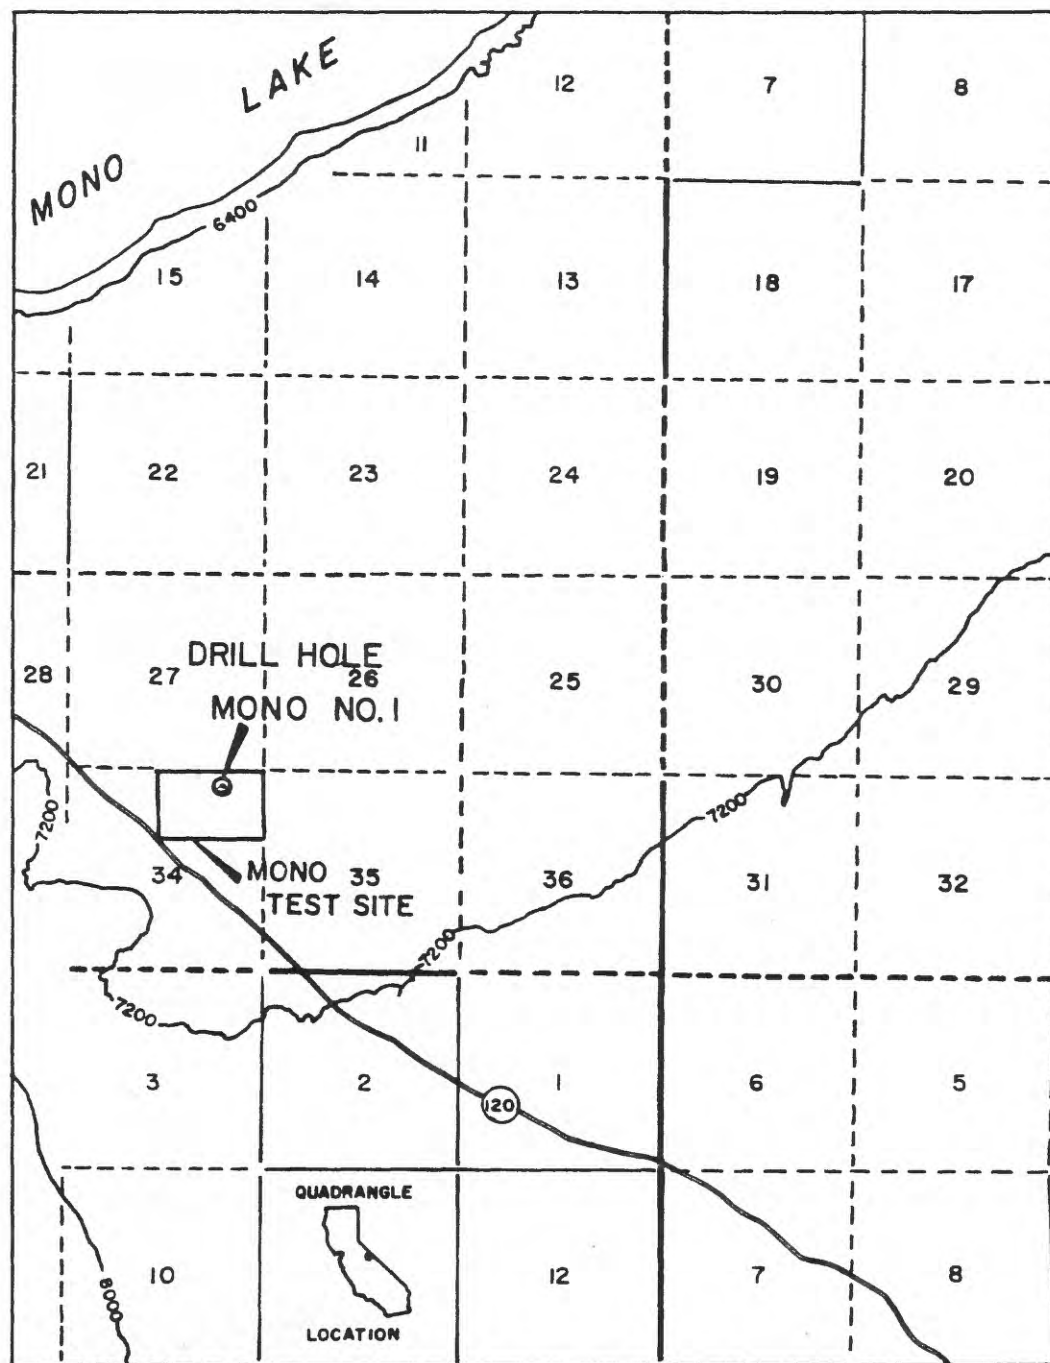 MONO LAKE
12 7 8
11
6400
15 14 13 18 17
21 22 23 24 19 20
DRILL HOLE
28 27 26 25 30 29
MONO NO. 1
7200
7200
34 MONO 35 36 31 32
TEST SITE
7200
7200
3 2 1 6 5
120
QUADRANGLE
10 12 7 8
8000
LOCATION